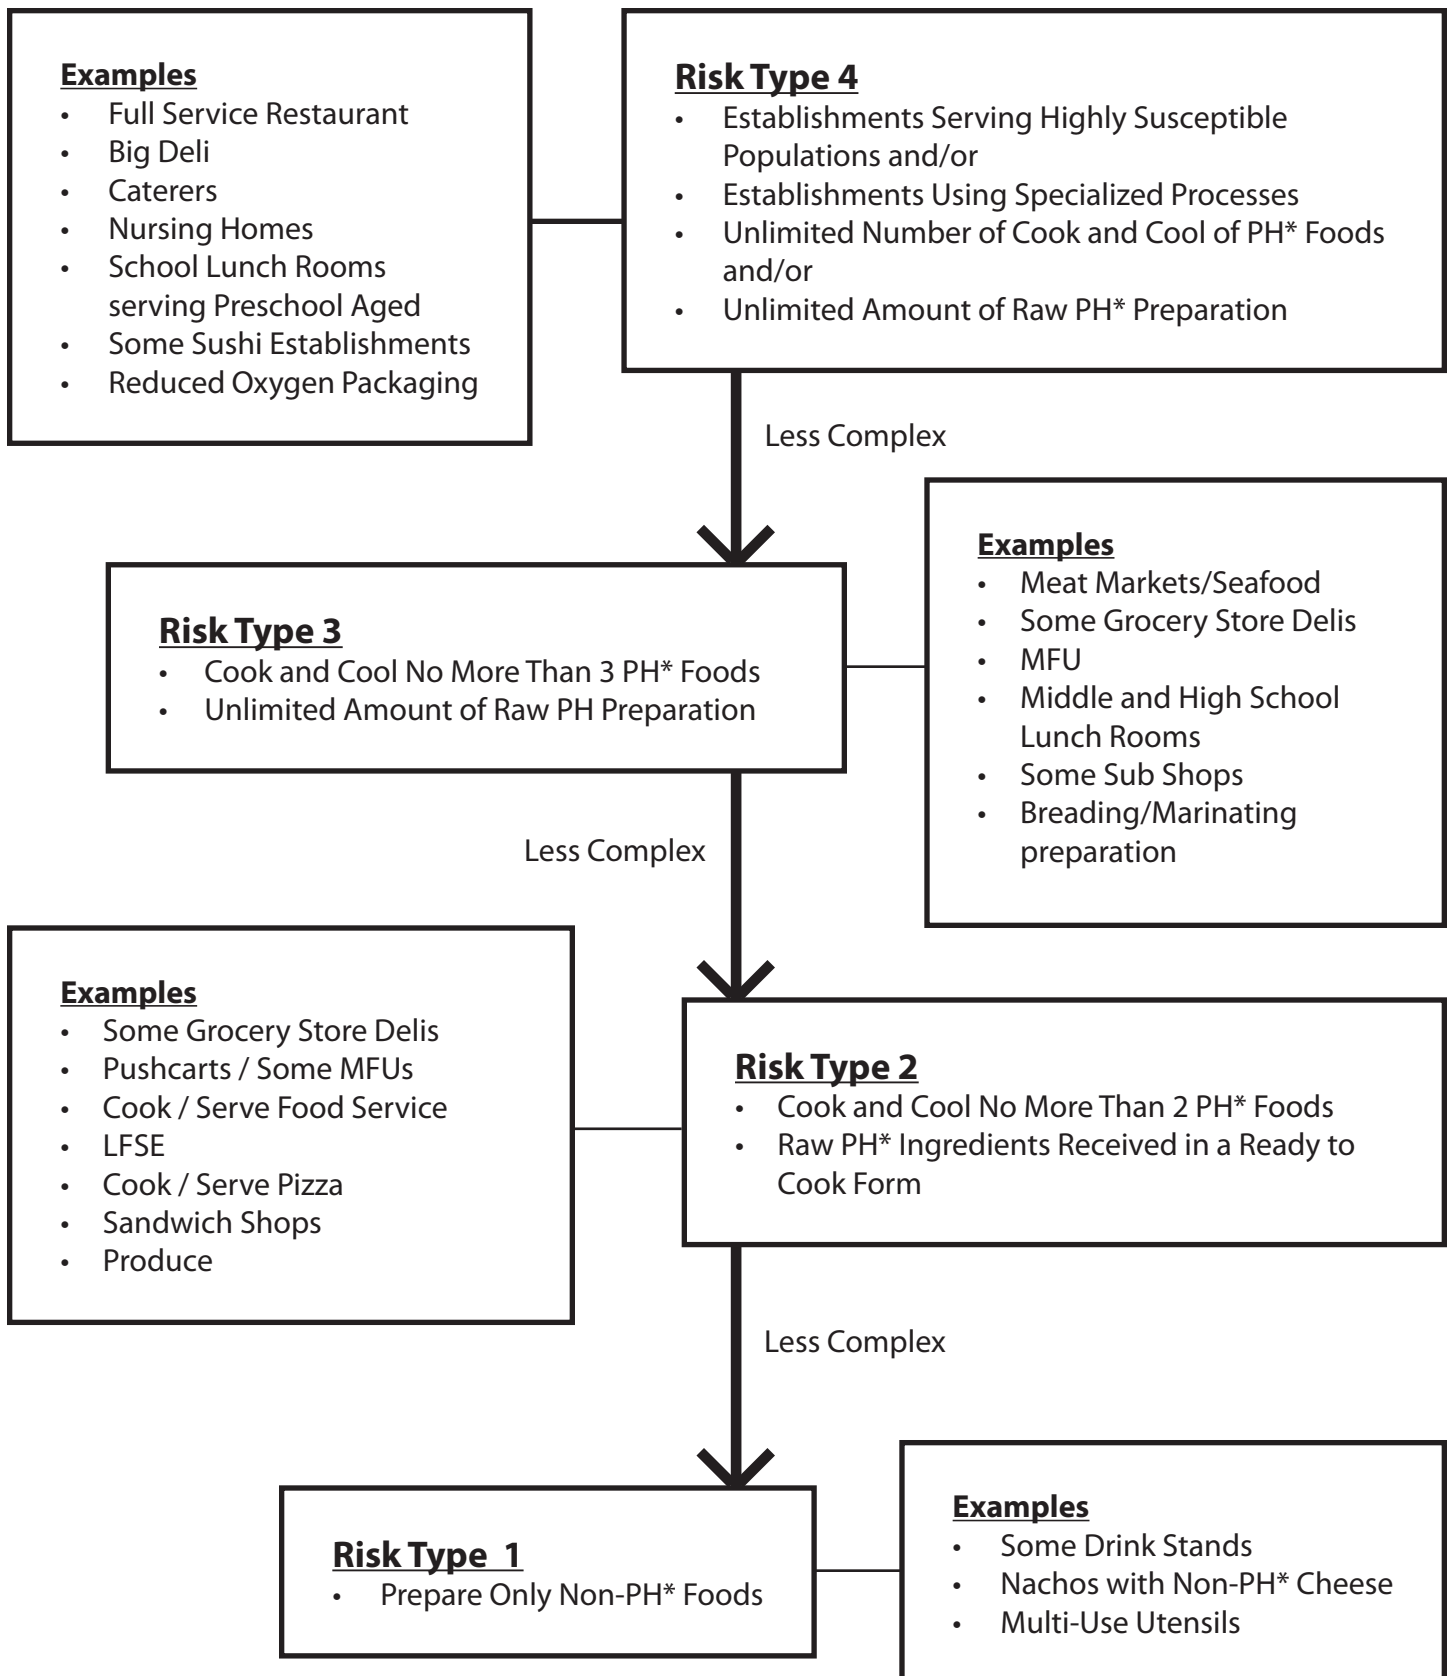 Examples
• Full Service Restaurant
• Big Deli
• Caterers
• Nursing Homes
• School Lunch Rooms
serving Preschool Aged
• Some Sushi Establishments
• Reduced Oxygen Packaging
Risk Type 4
• Establishments Serving Highly Susceptible
Populations and/or
• Establishments Using Specialized Processes
• Unlimited Number of Cook and Cool of PH* Foods
and/or
• Unlimited Amount of Raw PH* Preparation
Less Complex
Risk Type 3
• Cook and Cool No More Than 3 PH* Foods
• Unlimited Amount of Raw PH Preparation
Examples
• Meat Markets/Seafood
• Some Grocery Store Delis
• MFU
• Middle and High School
Lunch Rooms
• Some Sub Shops
• Breading/Marinating
preparation
Less Complex
Examples
• Some Grocery Store Delis
• Pushcarts / Some MFUs
• Cook / Serve Food Service
• LFSE
• Cook / Serve Pizza
• Sandwich Shops
• Produce
Risk Type 2
• Cook and Cool No More Than 2 PH* Foods
• Raw PH* Ingredients Received in a Ready to
Cook Form
Less Complex
Risk Type 1
• Prepare Only Non-PH* Foods
Examples
• Some Drink Stands
• Nachos with Non-PH* Cheese
• Multi-Use Utensils